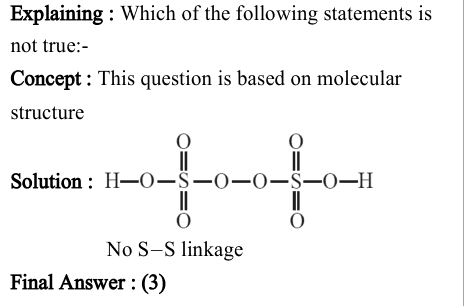 Explaining : Which of the following statements is
not true:-
Concept : This question is based on molecular
structure
O O
Solution : H–O–S–O–O–S–O–H
O O
No S–S linkage
Final Answer : (3)